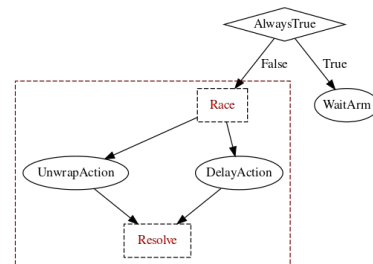 AlwaysTrue
False
True
Race
WaitArm
UnwrapAction
DelayAction
Resolve